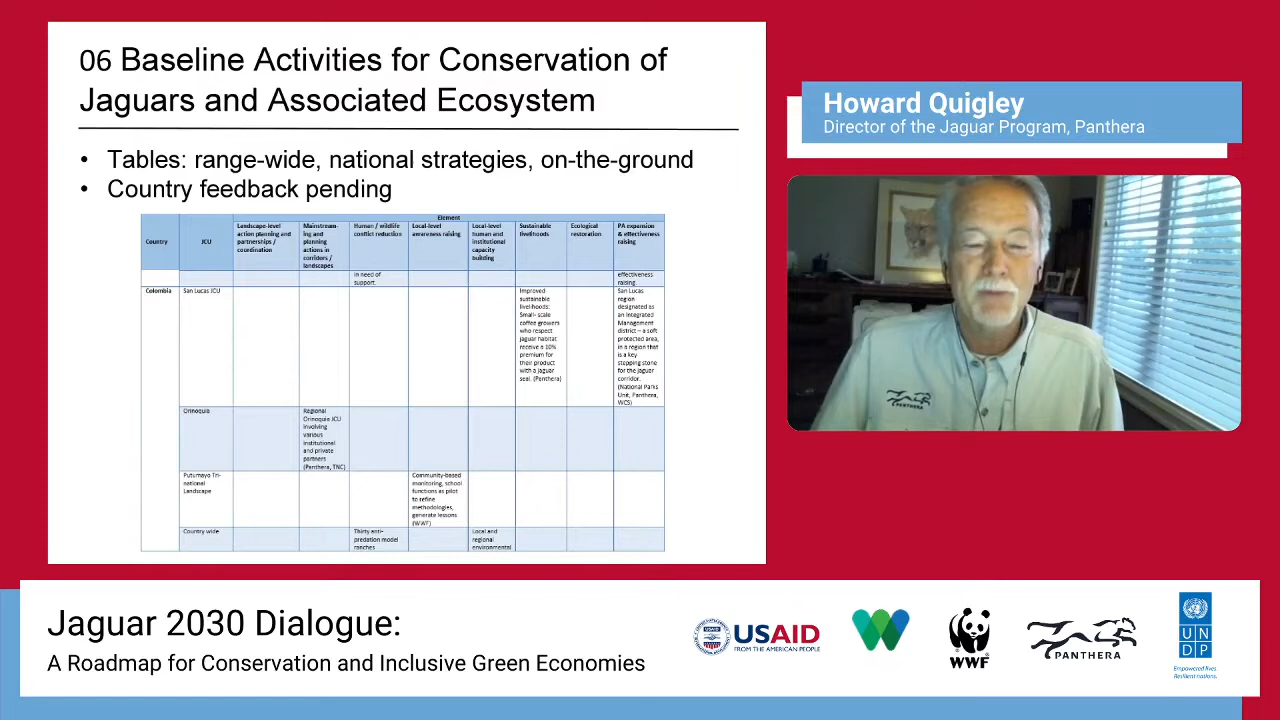 06 Baseline Activities for Conservation of
Jaguars and Associated Ecosystem
• Tables: range-wide, national strategies, on-the-ground
• Country feedback pending
Element
Country
JCU
Landscape-level
action planning and
partnerships /
coordination
Mainstream-
ing and
planning
actions in
corridors /
landscapes
Human / wildlife
conflict reduction
Local-level
awareness raising
Local-level
human and
institutional
capacity
building
Sustainable
livelihoods
Ecological
restoration
PA expansion
& effectiveness
raising
in need of
support.
effectiveness
raising.
Colombia
San Lucas JCU
Improved
sustainable
livelihoods:
Small- scale
coffee growers
who respect
jaguar habitat
receive a 10%
premium for
their product
with a jaguar
seal. (Panthera)
San Lucas
region
designated as
an Integrated
Management
district – a soft
protected area,
in a region that
is a key
stepping stone
for the jaguar
corridor.
(National Parks
Unit, Panthera,
WCS)
Orinoquia
Regional
Orinoquia JCU
involving
various
institutional
and private
partners
(Panthera, TNC)
Putumayo Tri-
national
Landscape
Community-based
monitoring, school
functions as pilot
to refine
methodologies,
generate lessons
(WWF)
Country wide
Thirty anti-
predation model
ranches
Local and
regional
environmental
Howard Quigley
Director of the Jaguar Program, Panthera
PANTHERA
Jaguar 2030 Dialogue:
A Roadmap for Conservation and Inclusive Green Economies
USAID
FROM THE AMERICAN PEOPLE
WWF
PANTHERA
U N
D P
Empowered lives.
Resilient nations.